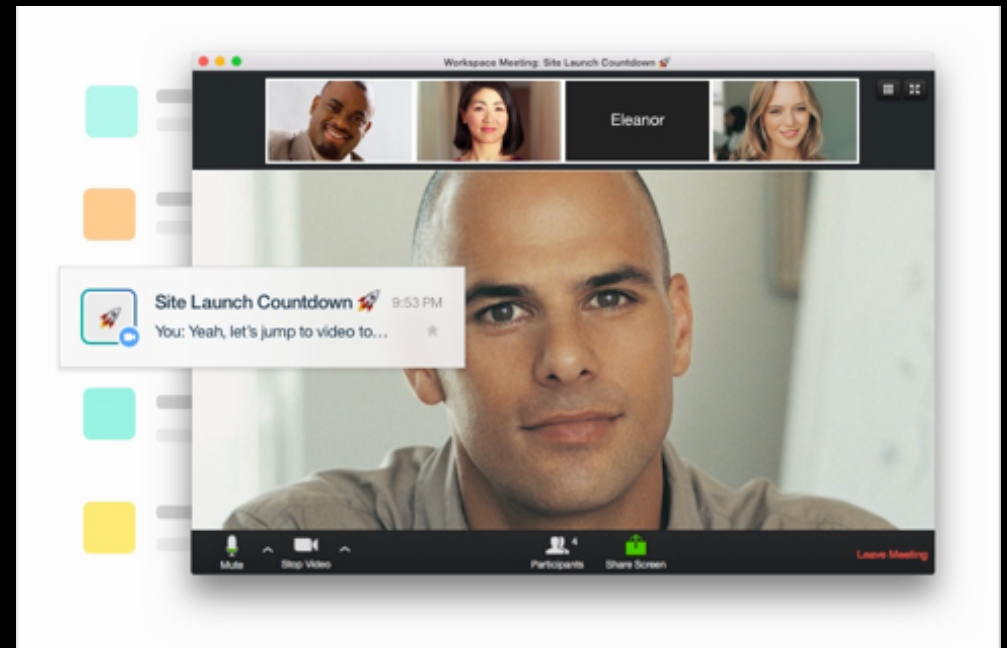 Workspace Meeting: Site Launch Countdown 🚀
Eleanor
Site Launch Countdown 🚀 9:53 PM
You: Yeah, let's jump to video to...
4
Mute Stop Video Participants Share Screen Leave Meeting